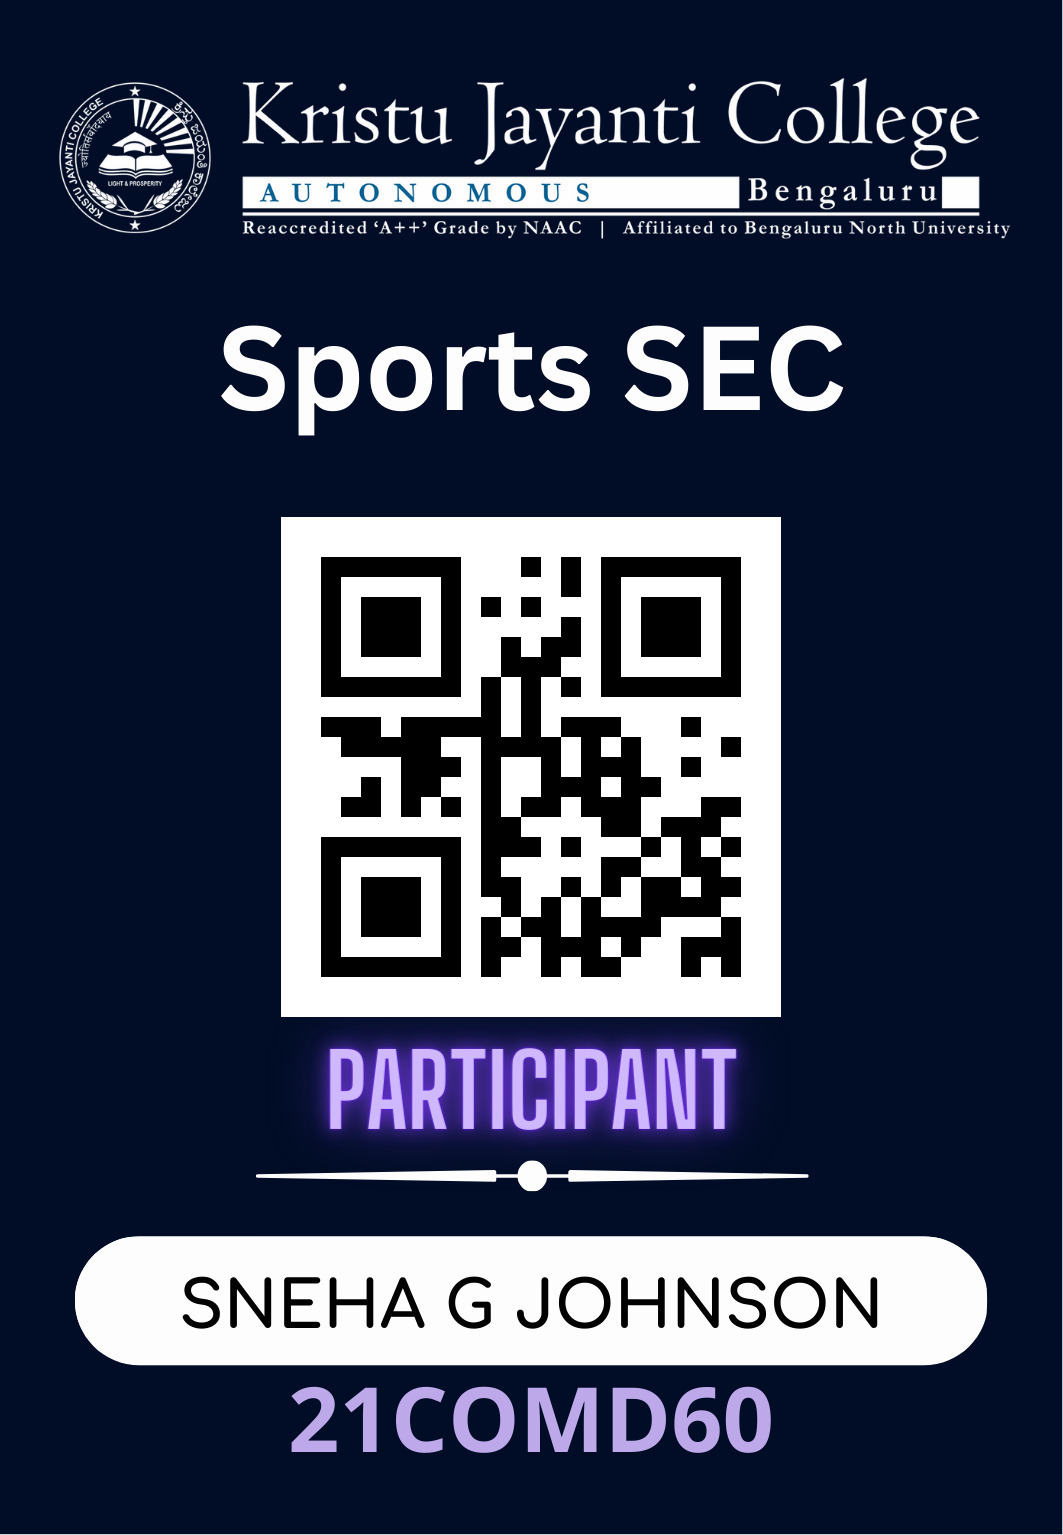 KRISTU JAYANTI COLLEGE
ಕ್ರಿಸ್ತು ಜಯಂತಿ ಕಾಲೇಜು
LIGHT & PROSPERITY
Kristu Jayanti College
AUTONOMOUS Bengaluru
Reaccredited ‘A++’ Grade by NAAC | Affiliated to Bengaluru North University
Sports SEC
PARTICIPANT
SNEHA G JOHNSON
21COMD60